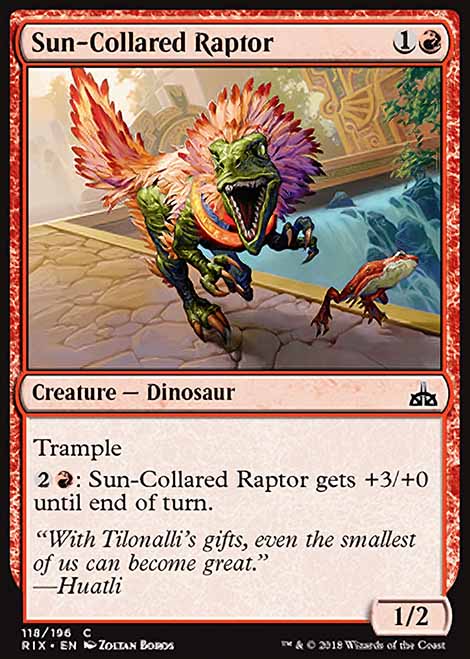 Sun-Collared Raptor 1
Creature — Dinosaur
Trample
2 : Sun-Collared Raptor gets +3/+0
until end of turn.
“With Tilonalli’s gifts, even the smallest
of us can become great.”
—Huatli
1/2
118/196 C
RIX • EN Zoltan Boros
™ & © 2018 Wizards of the Coast